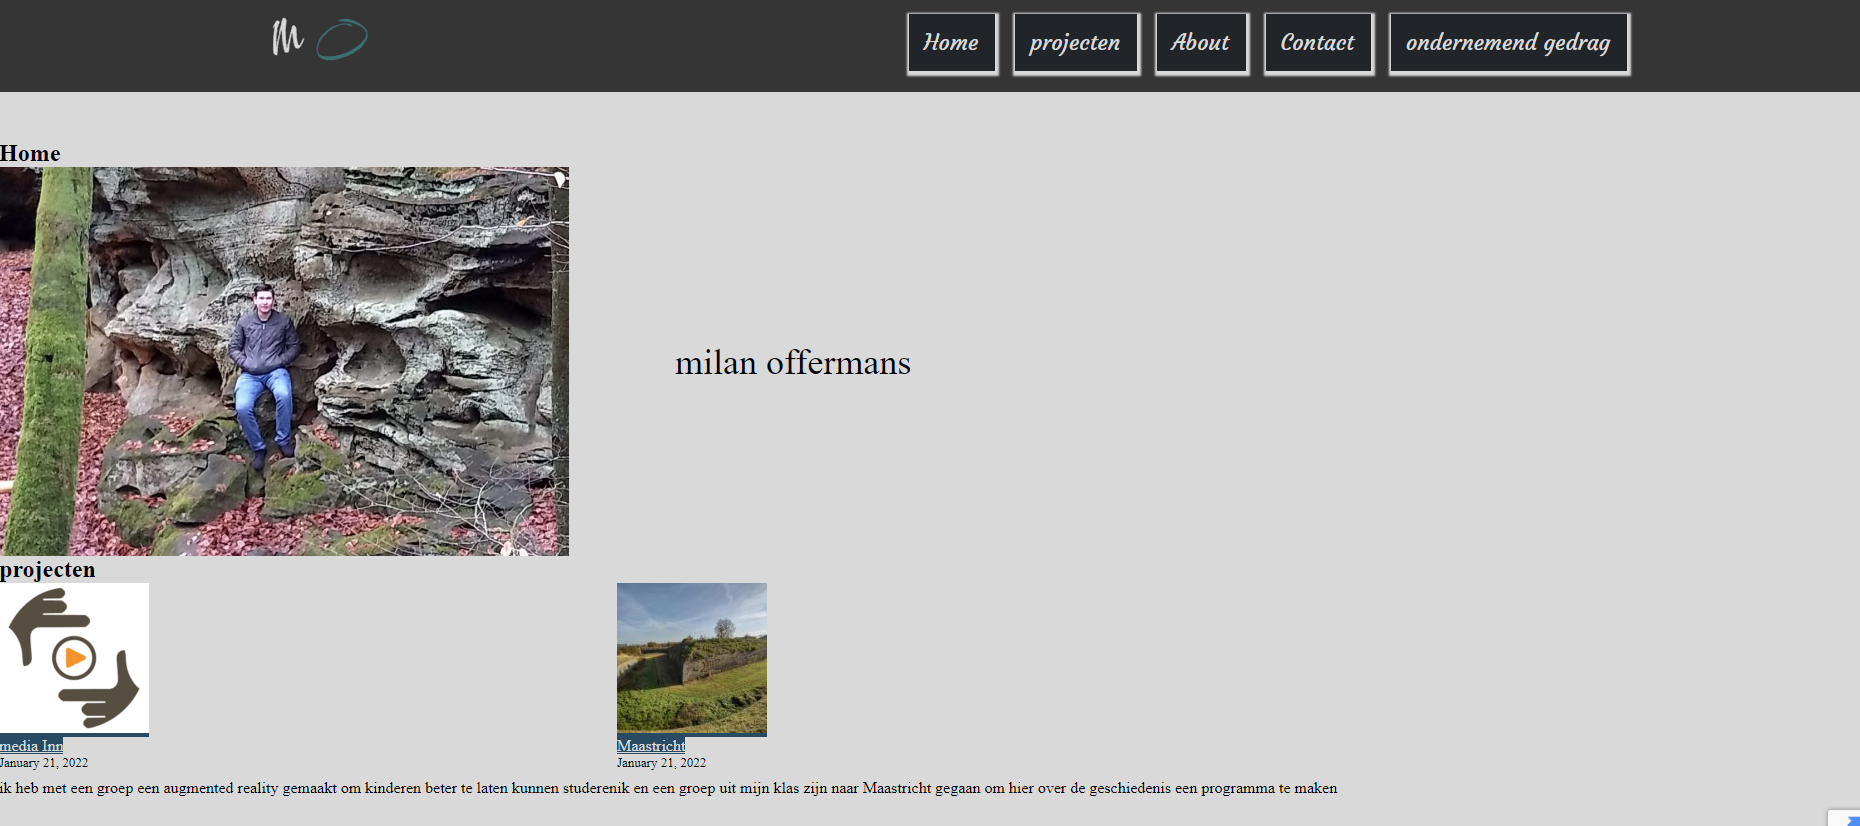 M O
Home
projecten
About
Contact
ondernemend gedrag
Home
milan offermans
projecten
media Inn
January 21, 2022
Maastricht
January 21, 2022
ik heb met een groep een augmented reality gemaakt om kinderen beter te laten kunnen studerenik en een groep uit mijn klas zijn naar Maastricht gegaan om hier over de geschiedenis een programma te maken